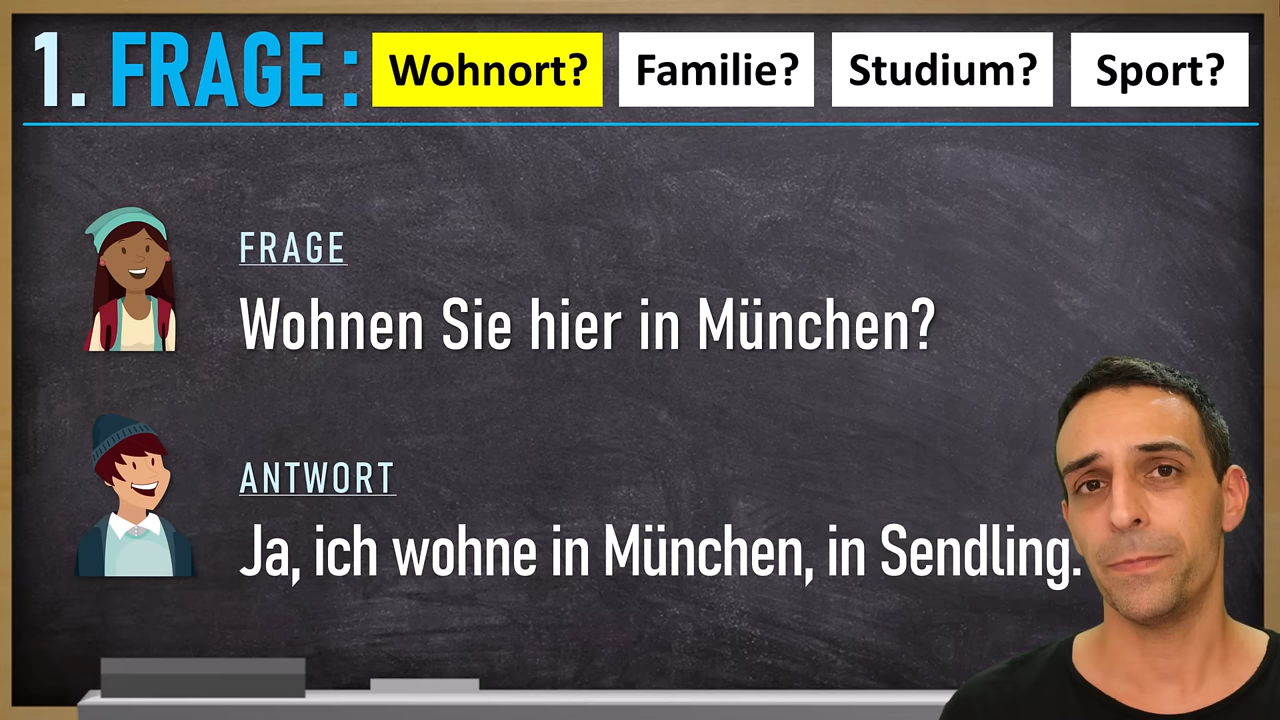 1. FRAGE: Wohnort? Familie? Studium? Sport?
FRAGE
Wohnen Sie hier in München?
ANTWORT
Ja, ich wohne in München, in Sendling.